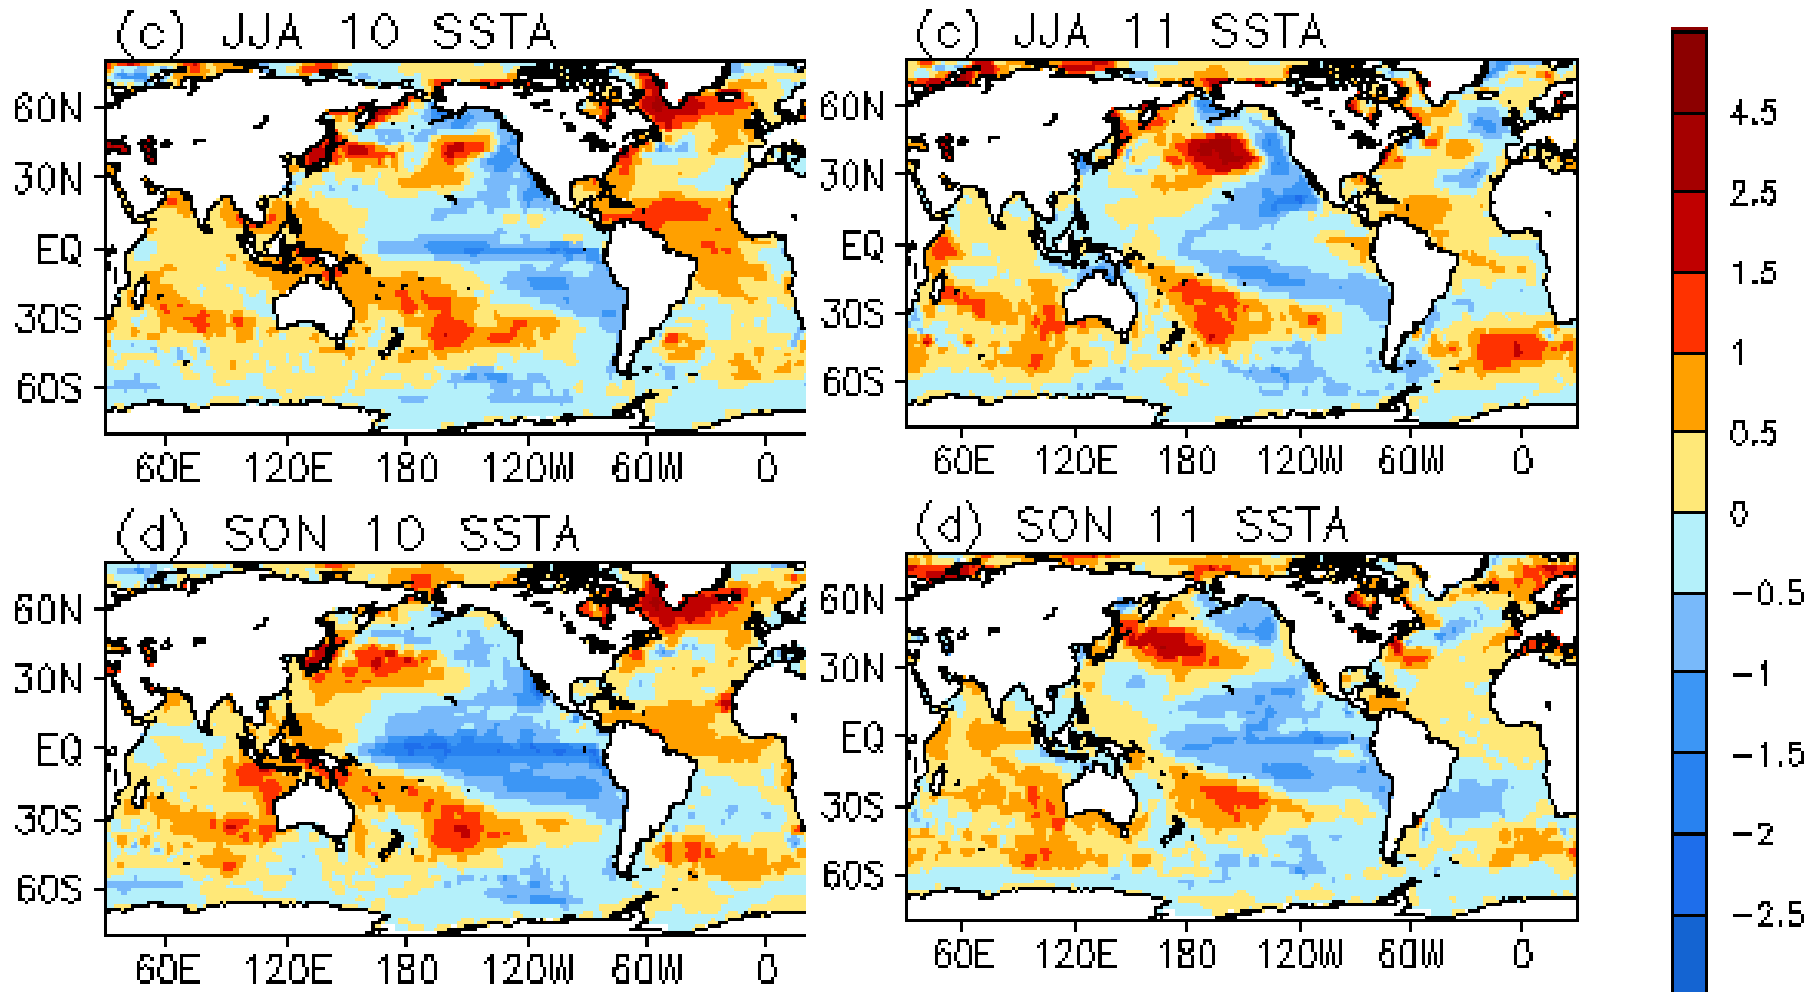 (c) JJA 10 SSTA
60N
30N
EQ
30S
60S
60E 120E 180 120W 60W 0
(c) JJA 11 SSTA
60N
30N
EQ
30S
60S
60E 120E 180 120W 60W 0
(d) SON 10 SSTA
60N
30N
EQ
30S
60S
60E 120E 180 120W 60W 0
(d) SON 11 SSTA
60N
30N
EQ
30S
60S
60E 120E 180 120W 60W 0
4.5
2.5
1.5
1
0.5
0
-0.5
-1
-1.5
-2
-2.5